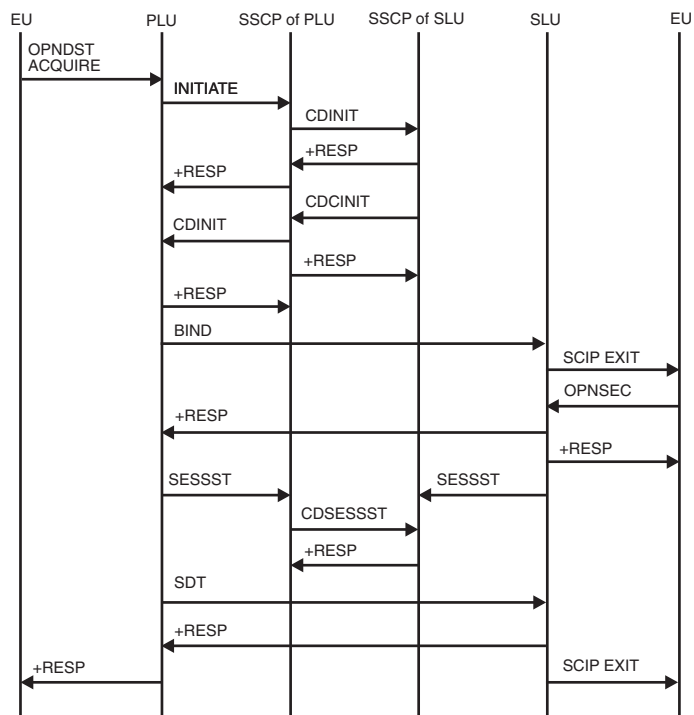 EU PLU SSCP of PLU SSCP of SLU SLU EU
OPNDST
ACQUIRE
INITIATE
CDINIT
+RESP
+RESP
CDCINIT
CDINIT
+RESP
+RESP
BIND
SCIP EXIT
OPNSEC
+RESP
+RESP
SESSST SESSST
CDSESSST
+RESP
SDT
+RESP
+RESP SCIP EXIT